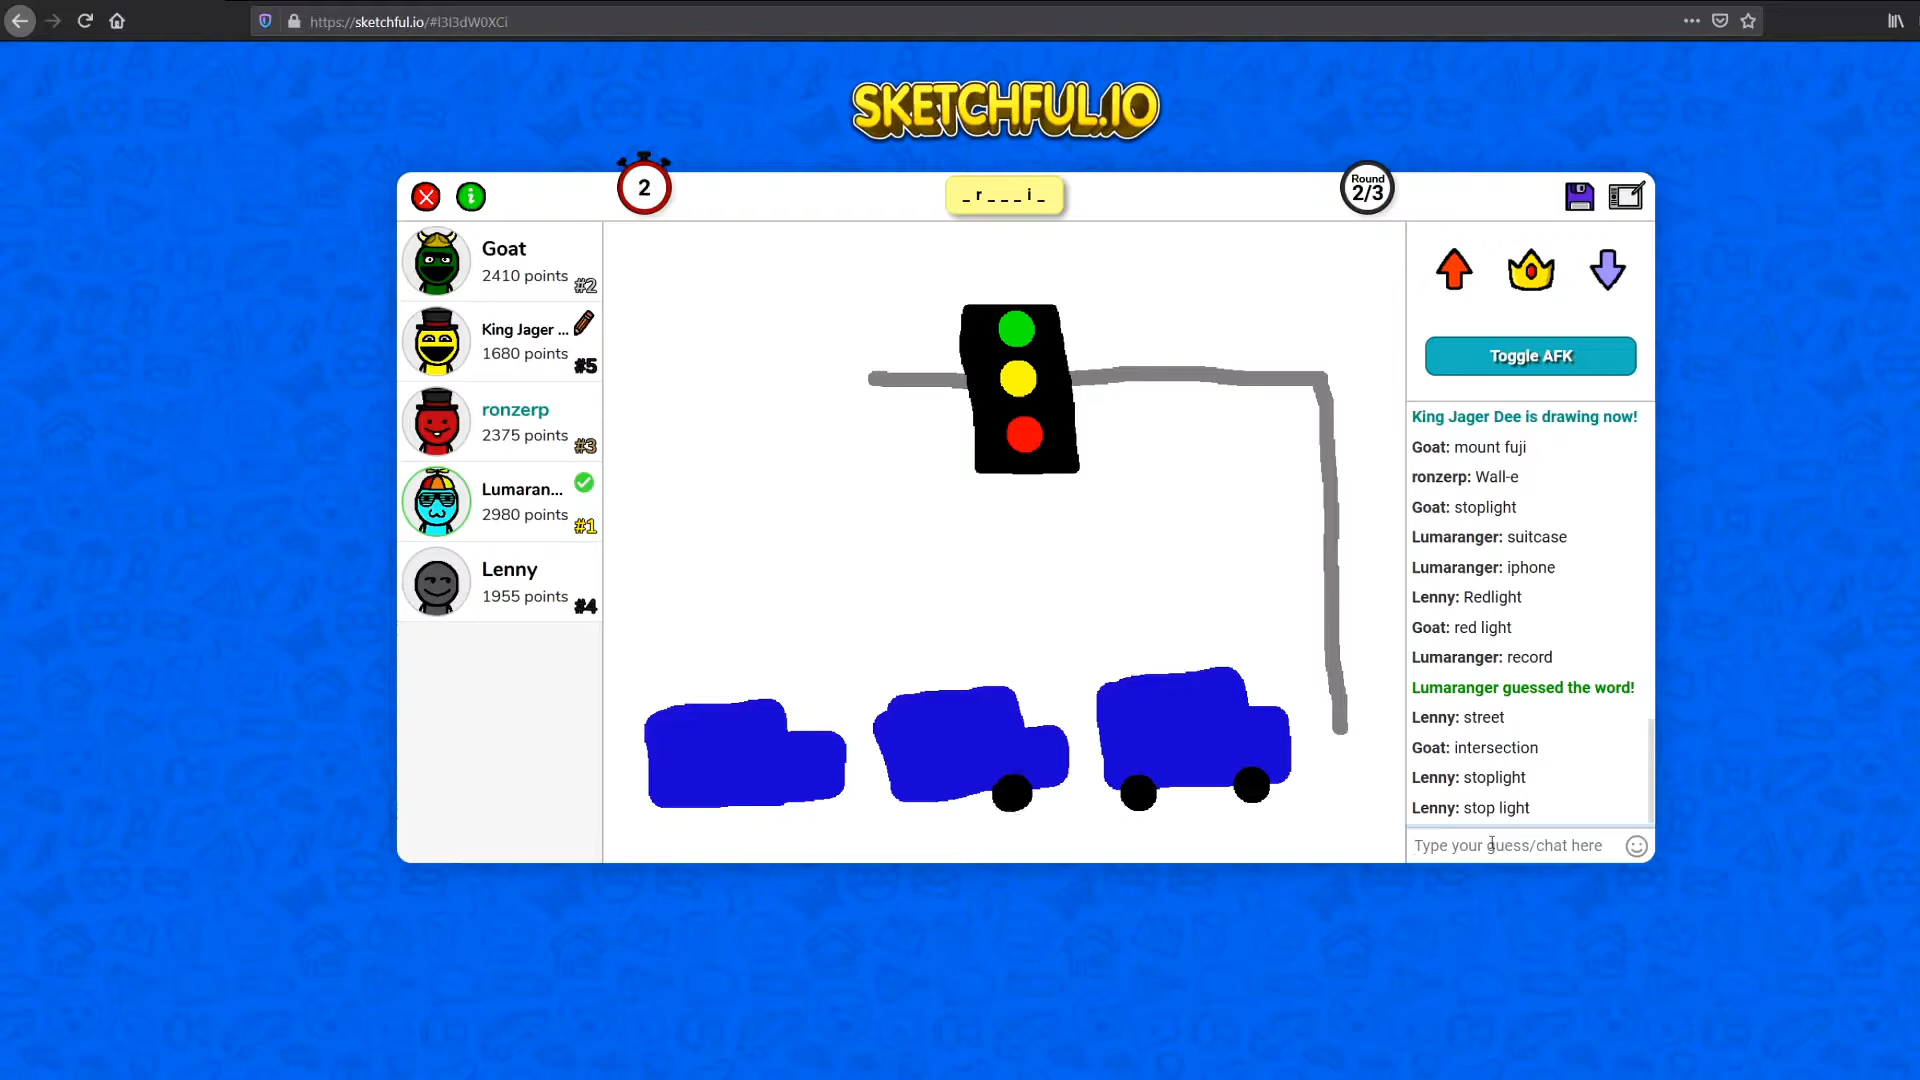 https://sketchful.io/#l3l3dW0XCi
SKETCHFUL.IO
2
_ r _ _ _ i _
Round
2/3
Goat
2410 points
#2
King Jager ...
1680 points
#5
ronzerp
2375 points
#3
Lumaran...
2980 points
#1
Lenny
1955 points
#4
Toggle AFK
King Jager Dee is drawing now!
Goat: mount fuji
ronzerp: Wall-e
Goat: stoplight
Lumaranger: suitcase
Lumaranger: iphone
Lenny: Redlight
Goat: red light
Lumaranger: record
Lumaranger guessed the word!
Lenny: street
Goat: intersection
Lenny: stoplight
Lenny: stop light
Type your guess/chat here